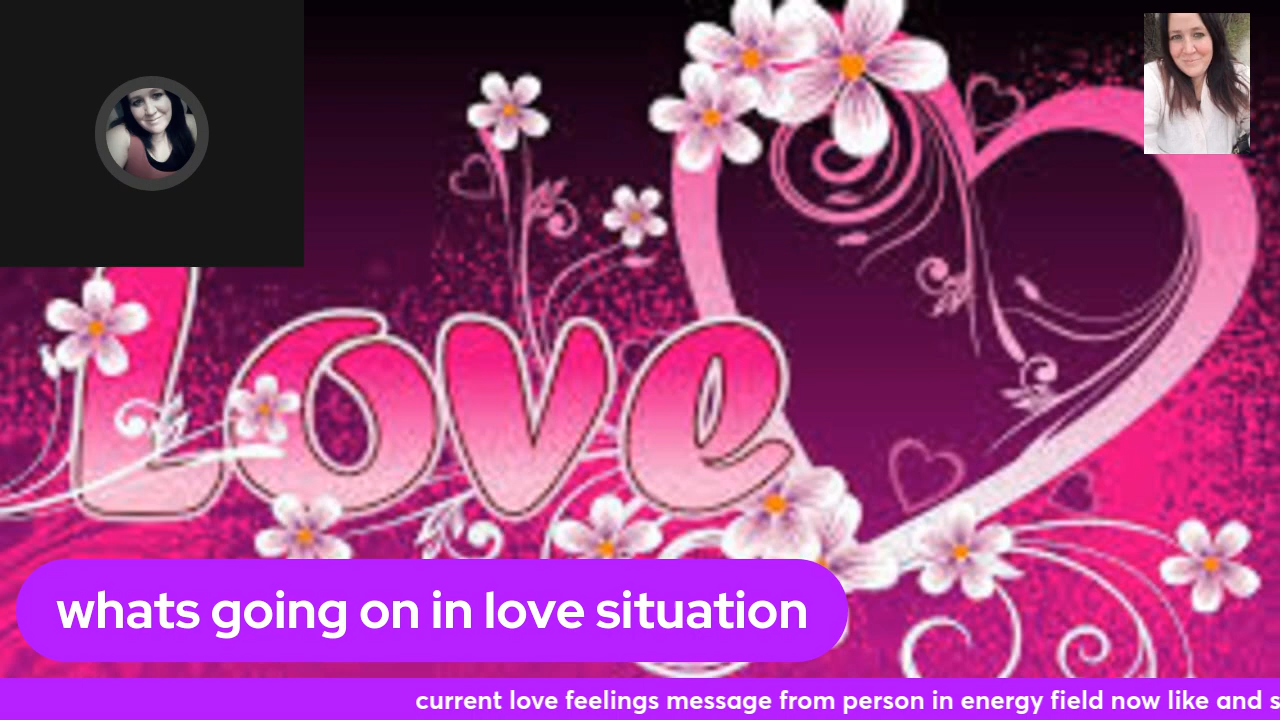 Love
whats going on in love situation
current love feelings message from person in energy field now like and s